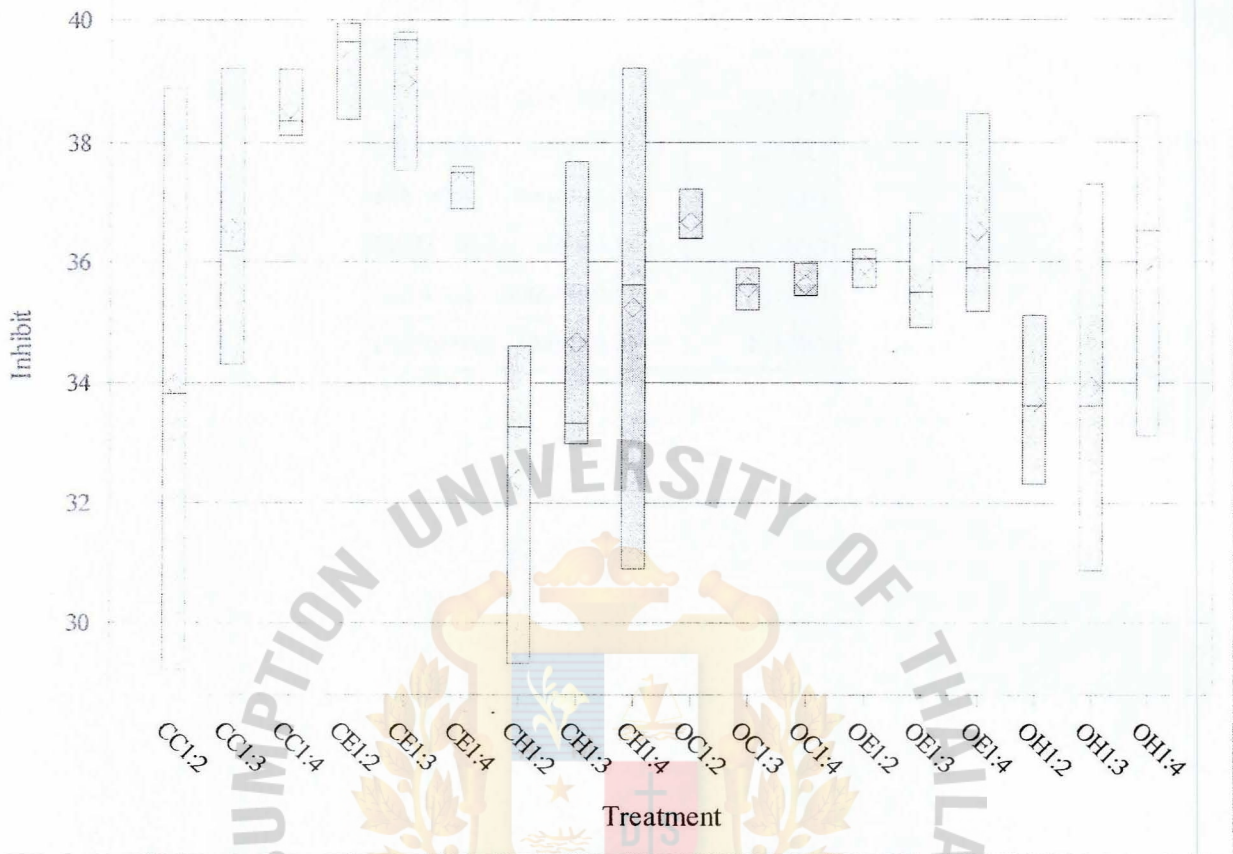 40
38
36
34
32
30
Inhibit
CC1:2 CC1:3 CC1:4 CE1:2 CE1:3 CE1:4 CH1:2 CH1:3 CH1:4 OC1:2 OC1:3 OC1:4 OE1:2 OE1:3 OE1:4 OH1:2 OH1:3 OH1:4
Treatment
UMPTION UNIVERSITY OF THAILA
D S